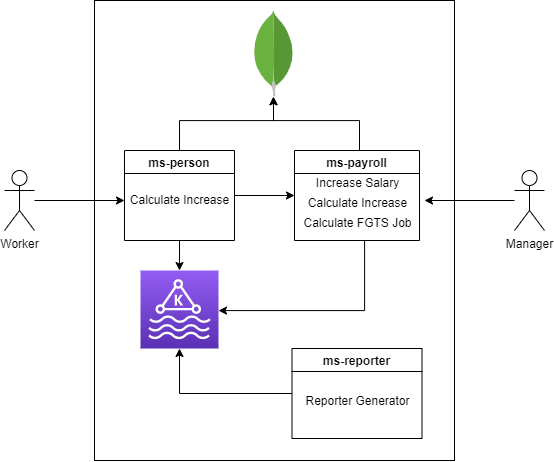 ms-person
Calculate Increase
ms-payroll
Increase Salary
Calculate Increase
Calculate FGTS Job
Worker
Manager
K
ms-reporter
Reporter Generator